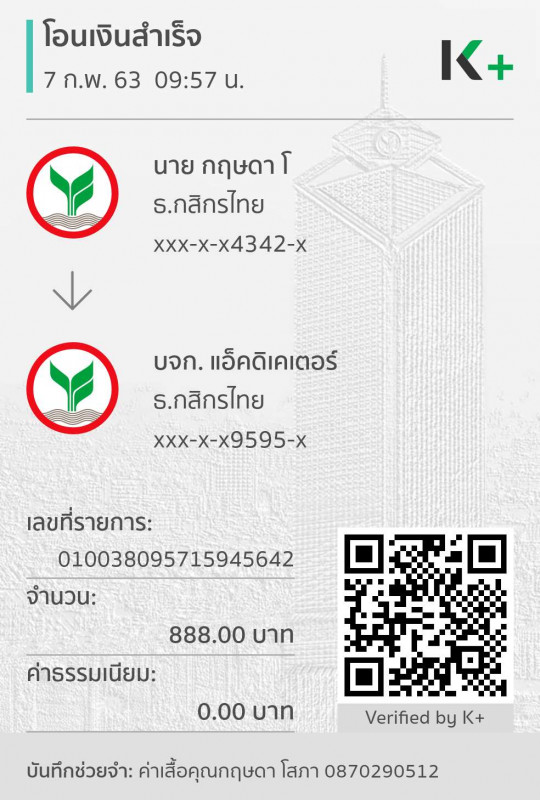 โอนเงินสำเร็จ
7 ก.พ. 63 09:57 น.
K+
นาย กฤษดา โ
ธ.กสิกรไทย
xxx-x-x4342-x
บจก. แอ็คดิเคเตอร์
ธ.กสิกรไทย
xxx-x-x9595-x
เลขที่รายการ:
010038095715945642
จำนวน:
888.00 บาท
ค่าธรรมเนียม:
0.00 บาท
Verified by K+
บันทึกช่วยจำ: ค่าเสื้อคุณกฤษดา โสภา 0870290512